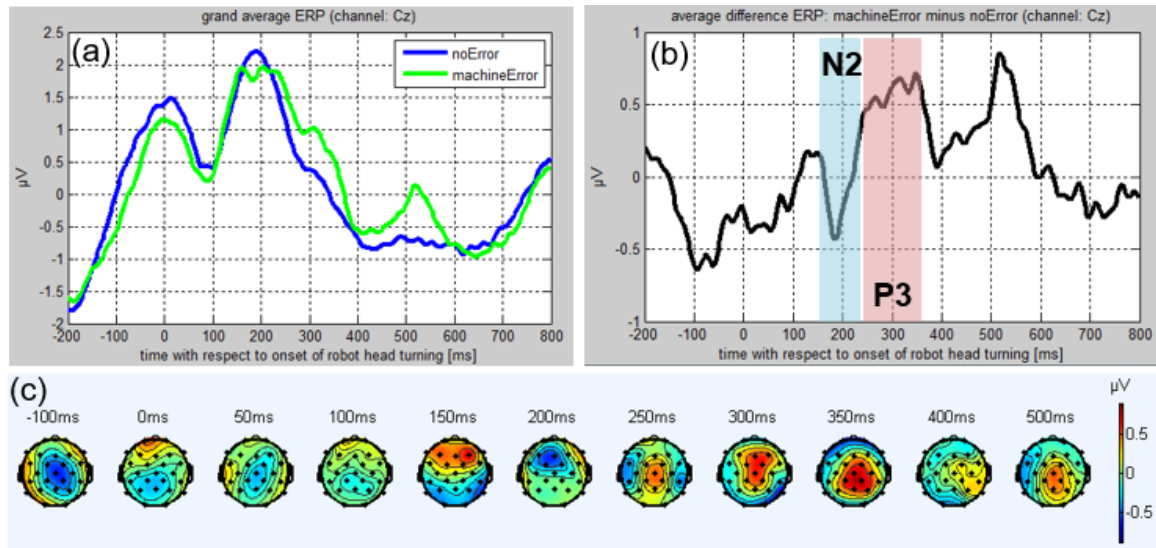 grand average ERP (channel: Cz)
(a)
noError
machineError
2.5
2
1.5
1
0.5
0
-0.5
-1
-1.5
-2
µV
-200 -100 0 100 200 300 400 500 600 700 800
time with respect to onset of robot head turning [ms]
average difference ERP: machineError minus noError (channel: Cz)
(b)
N2
P3
1
0.5
0
-0.5
-1
µV
-200 -100 0 100 200 300 400 500 600 700 800
time with respect to onset of robot head turning [ms]
(c)
-100ms 0ms 50ms 100ms 150ms 200ms 250ms 300ms 350ms 400ms 500ms
µV
0.5
0
-0.5